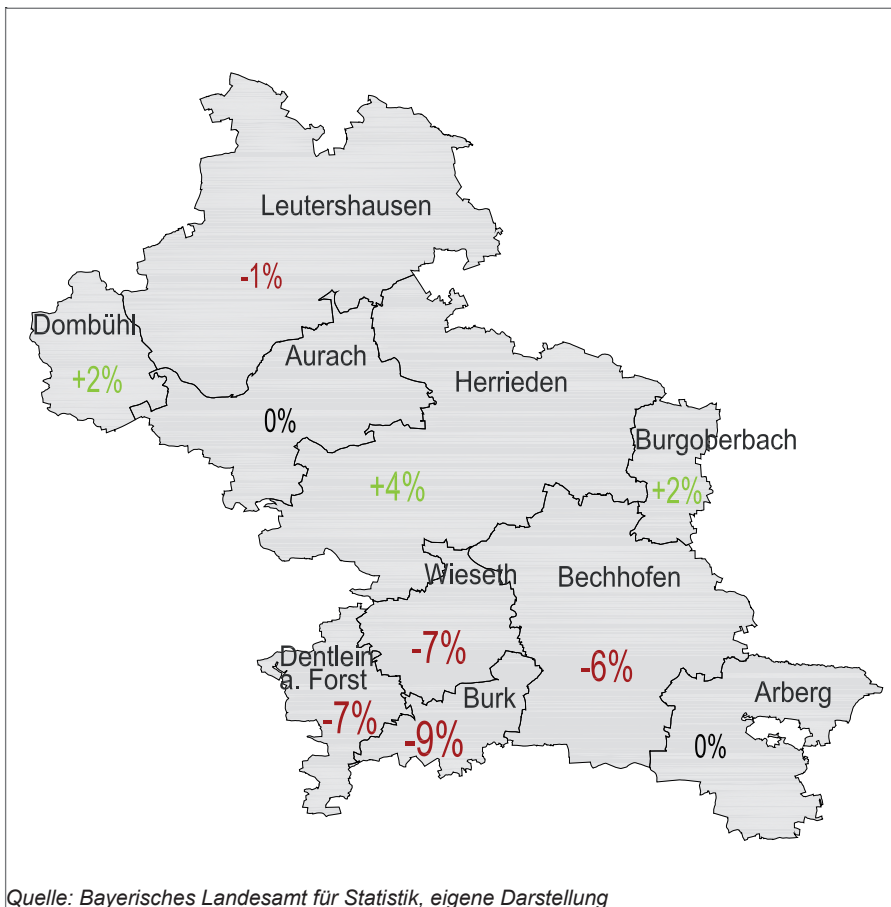 Leutershausen
-1%
Dombühl
+2%
Aurach
0%
Herrieden
+4%
Burgoberbach
+2%
Wieseth
-7%
Bechhofen
-6%
Dentlein
a. Forst
-7%
Burk
-9%
Arberg
0%
Quelle: Bayerisches Landesamt für Statistik, eigene Darstellung